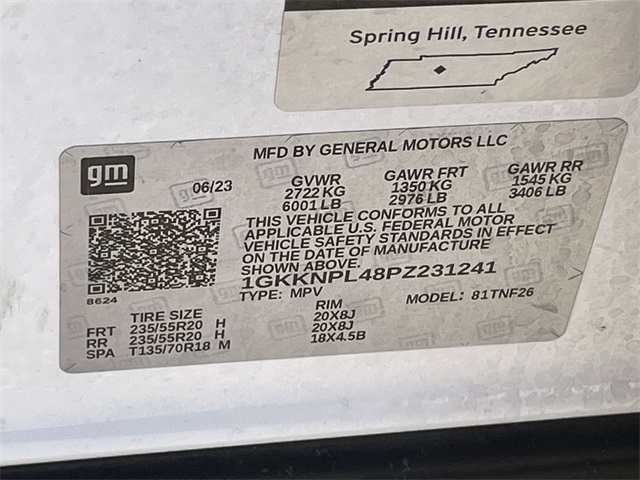 Spring Hill, Tennessee
gm
MFD BY GENERAL MOTORS LLC
06/23
GVWR GAWR FRT GAWR RR
2722 KG 1350 KG 1545 KG
6001 LB 2976 LB 3406 LB
THIS VEHICLE CONFORMS TO ALL
APPLICABLE U.S. FEDERAL MOTOR
VEHICLE SAFETY STANDARDS IN EFFECT
ON THE DATE OF MANUFACTURE
SHOWN ABOVE.
1GKKNPL48PZ231241
8624
TYPE: MPV MODEL: 81TNF26
TIRE SIZE RIM
FRT 235/55R20 H 20X8J
RR 235/55R20 H 20X8J
SPA T135/70R18 M 18X4.5B